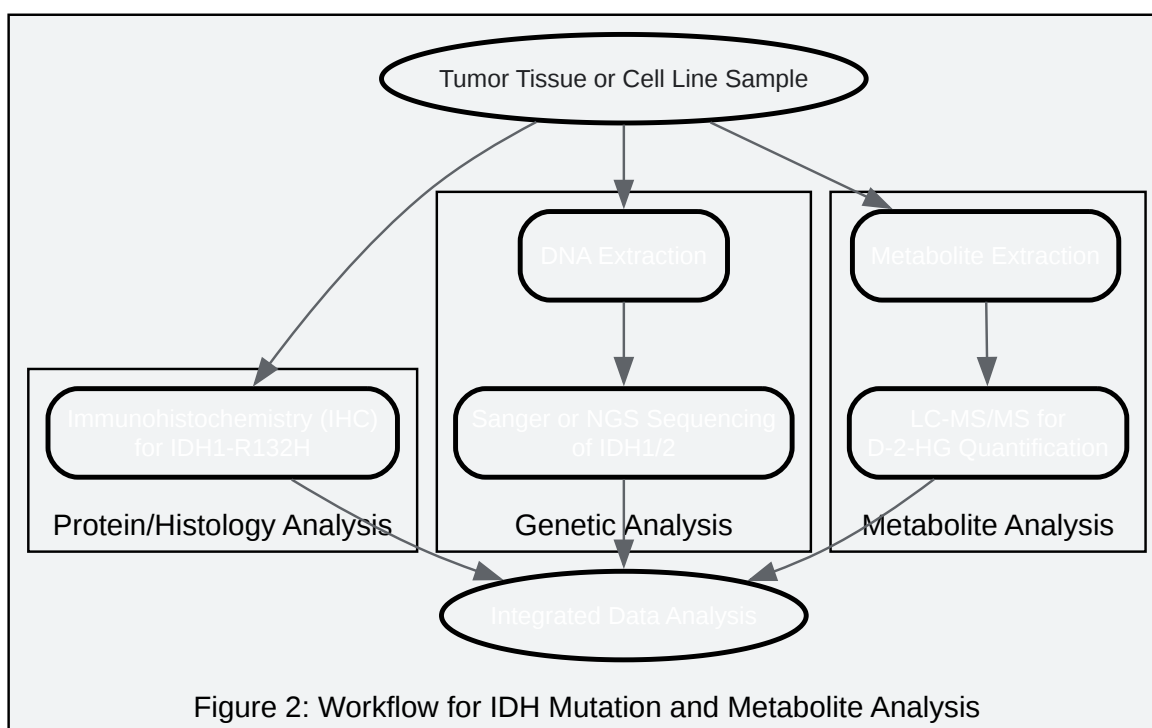 Tumor Tissue or Cell Line Sample
DNA Extraction
Metabolite Extraction
Immunohistochemistry (IHC)
for IDH1-R132H
Sanger or NGS Sequencing
of IDH1/2
LC-MS/MS for
D-2-HG Quantification
Protein/Histology Analysis
Genetic Analysis
Metabolite Analysis
Integrated Data Analysis
Figure 2: Workflow for IDH Mutation and Metabolite Analysis